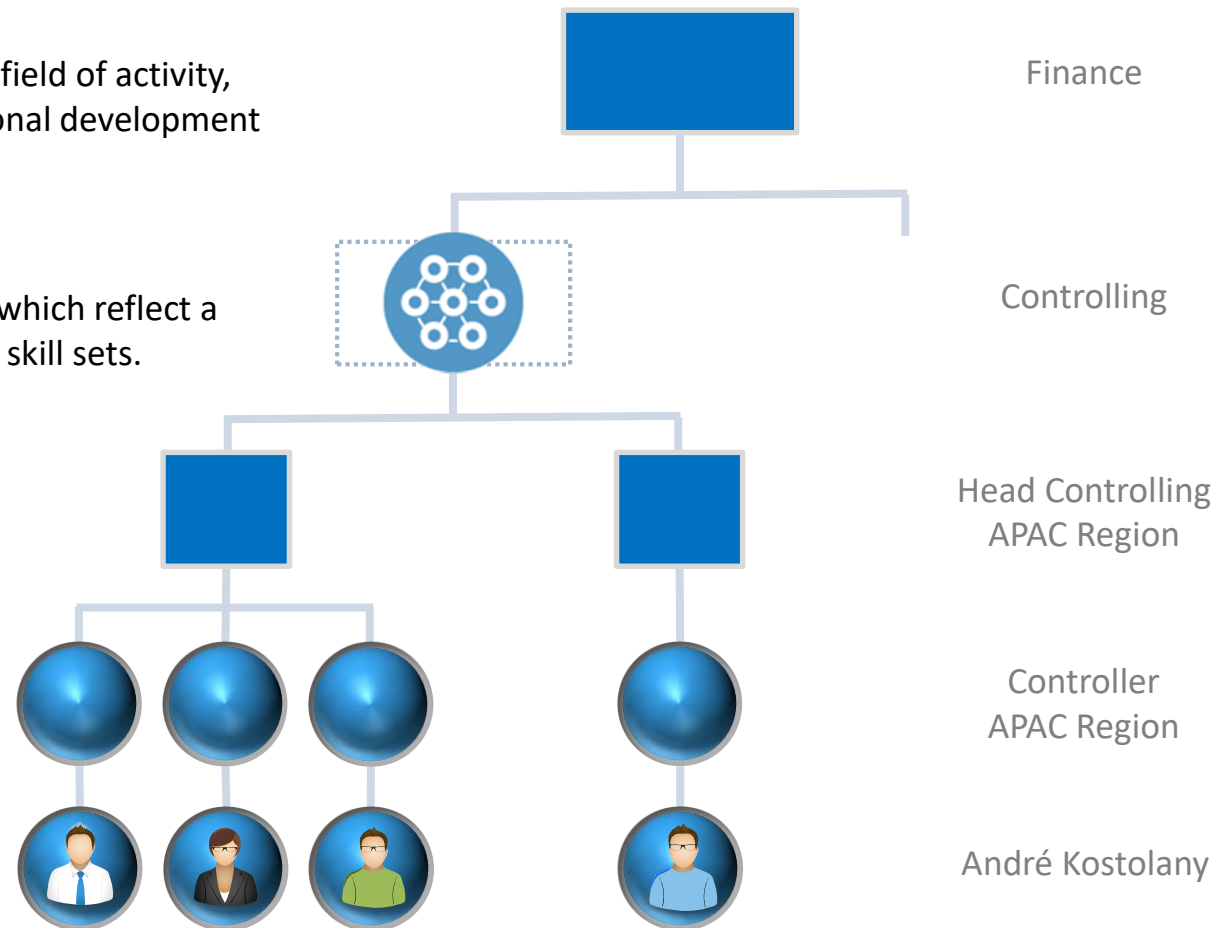 field of activity,
onal development
which reflect a
skill sets.
Finance
Controlling
Head Controlling
APAC Region
Controller
APAC Region
André Kostolany